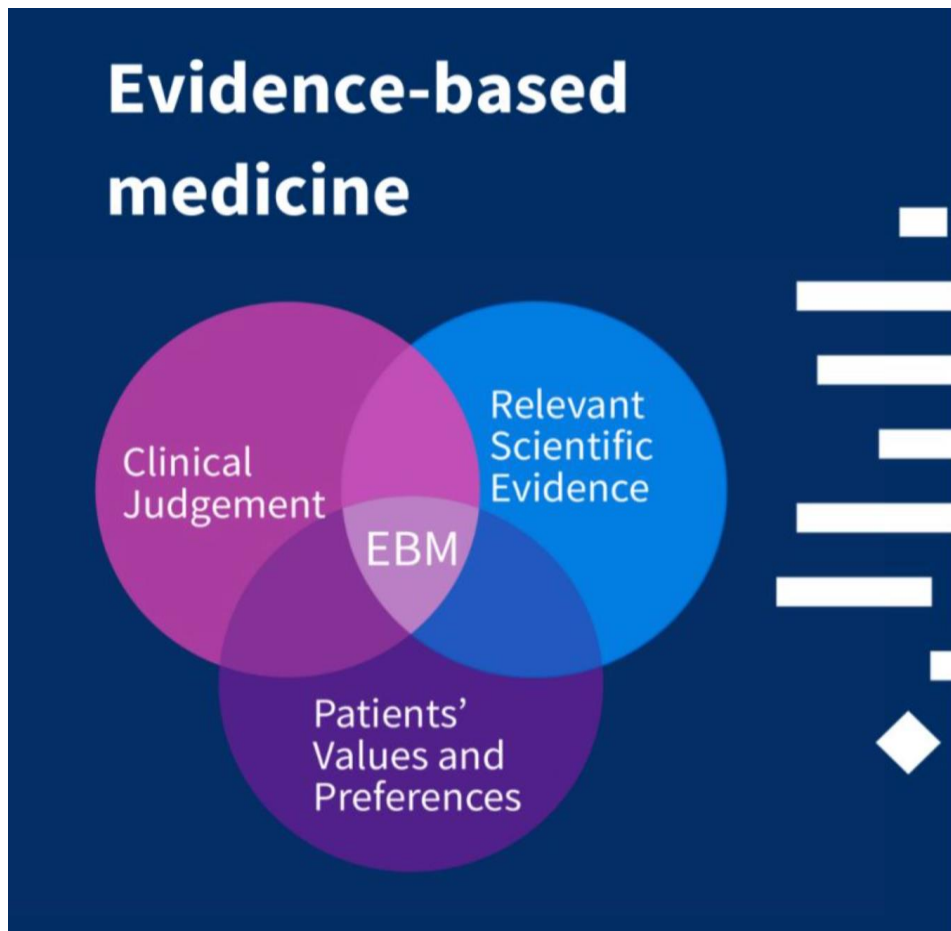 Evidence-based
medicine
Clinical
Judgement
Relevant
Scientific
Evidence
EBM
Patients’
Values and
Preferences